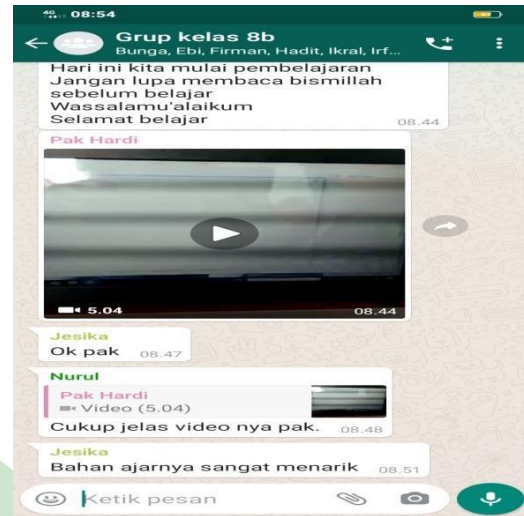 4G 08:54
Grup kelas 8b
Bunga, Ebi, Firman, Hadit, Ikral, Irf...
Hari ini kita mulai pembelajaran
Jangan lupa membaca bismillah
sebelum belajar
Wassalamu'alaikum
Selamat belajar
08.44
Pak Hardi
5.04
08.44
Jesika
Ok pak 08.47
Nurul
Pak Hardi
Video (5.04)
Cukup jelas video nya pak. 08.48
Jesika
Bahan ajarnya sangat menarik 08.51
Ketik pesan